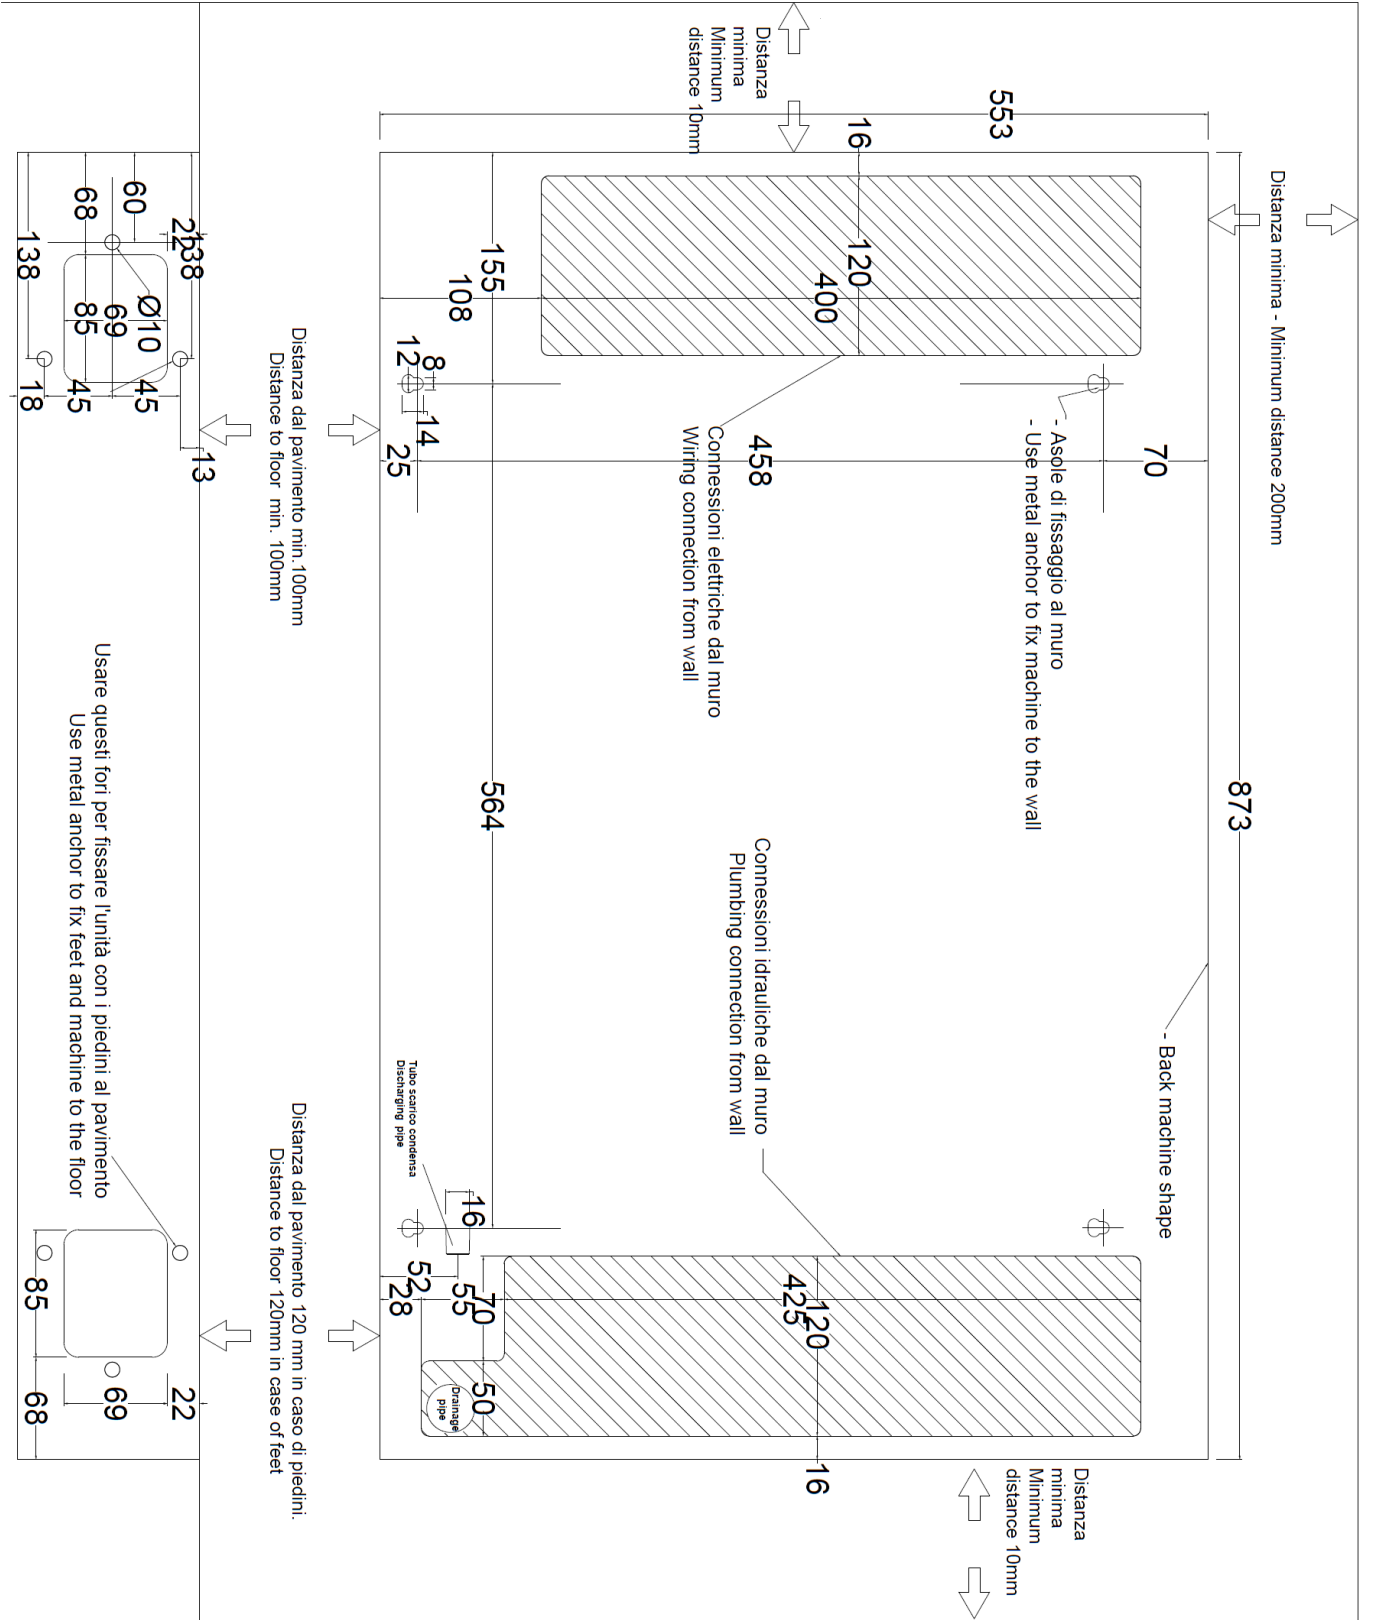 Distanza minima - Minimum distance 200mm
873
- Back machine shape
553
Distanza
minima
Minimum
distance 10mm
16
120
400
70
- Asole di fissaggio al muro
- Use metal anchor to fix machine to the wall
458
Connessioni elettriche dal muro
Wiring connection from wall
155
108
12
8
14
25
564
Connessioni idrauliche dal muro
Plumbing connection from wall
Tubo scarico condensa
Discharging pipe
16
52
28
55
70
50
425
120
Drainage
pipe
16
Distanza
minima
Minimum
distance 10mm
Distanza dal pavimento min.100mm
Distance to floor min. 100mm
Distanza dal pavimento 120 mm in caso di piedini.
Distance to floor 120mm in case of feet
22
138
60
68
138
Ø10
69
85
45
45
18
13
Usare questi fori per fissare l'unità con i piedini al pavimento
Use metal anchor to fix feet and machine to the floor
22
69
85
68